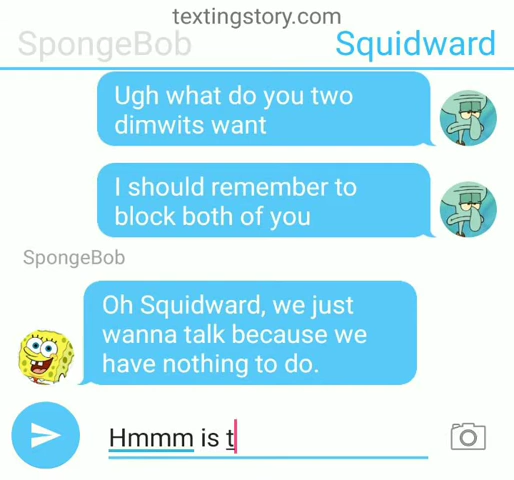 textingstory.com
SpongeBob
Squidward
Ugh what do you two
dimwits want
I should remember to
block both of you
SpongeBob
Oh Squidward, we just
wanna talk because we
have nothing to do.
Hmmm is t